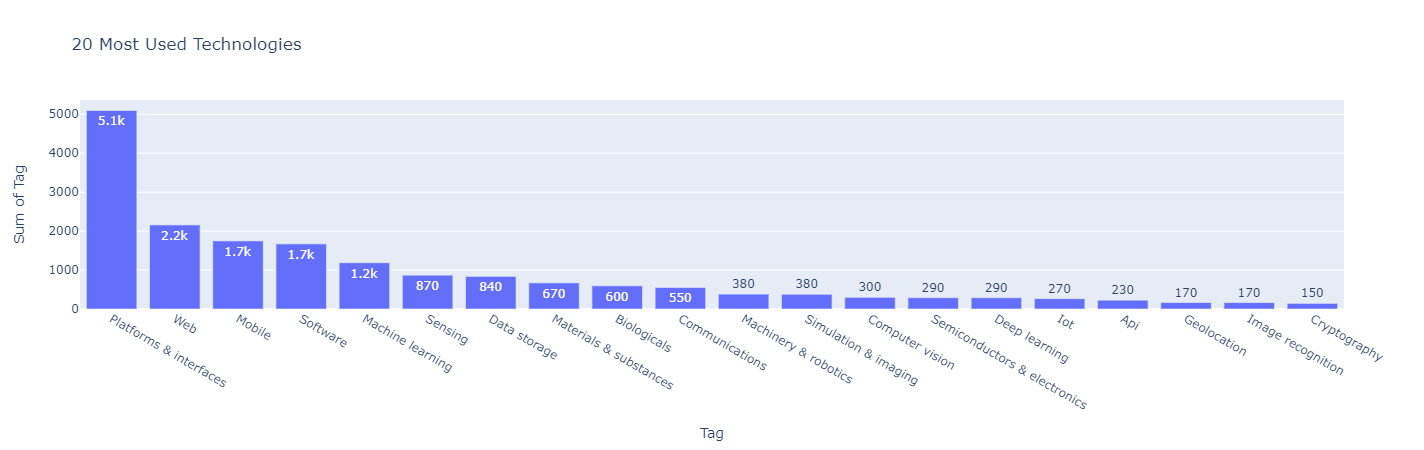 20 Most Used Technologies
Sum of Tag
5000
4000
3000
2000
1000
0
5.1k
2.2k
1.7k
1.7k
1.2k
870
840
670
600
550
380
380
300
290
290
270
230
170
170
150
Platforms & interfaces
Web
Mobile
Software
Machine learning
Sensing
Data storage
Materials & substances
Biologicals
Communications
Machinery & robotics
Simulation & imaging
Computer vision
Semiconductors & electronics
Deep learning
Iot
Api
Geolocation
Image recognition
Cryptography
Tag